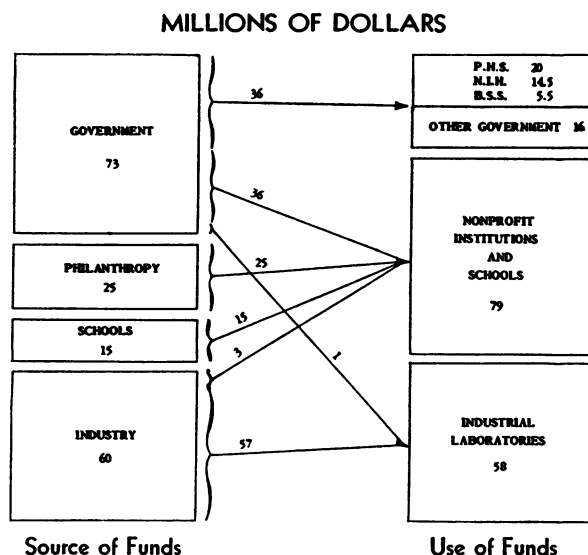 MILLIONS OF DOLLARS
GOVERNMENT
73
PHILANTHROPY
25
SCHOOLS
15
INDUSTRY
60
36
36
25
15
3
1
57
P.H.S. 20
N.I.H. 14.5
B.S.S. 5.5
OTHER GOVERNMENT 16
NONPROFIT
INSTITUTIONS
AND
SCHOOLS
79
INDUSTRIAL
LABORATORIES
58
Source of Funds
Use of Funds